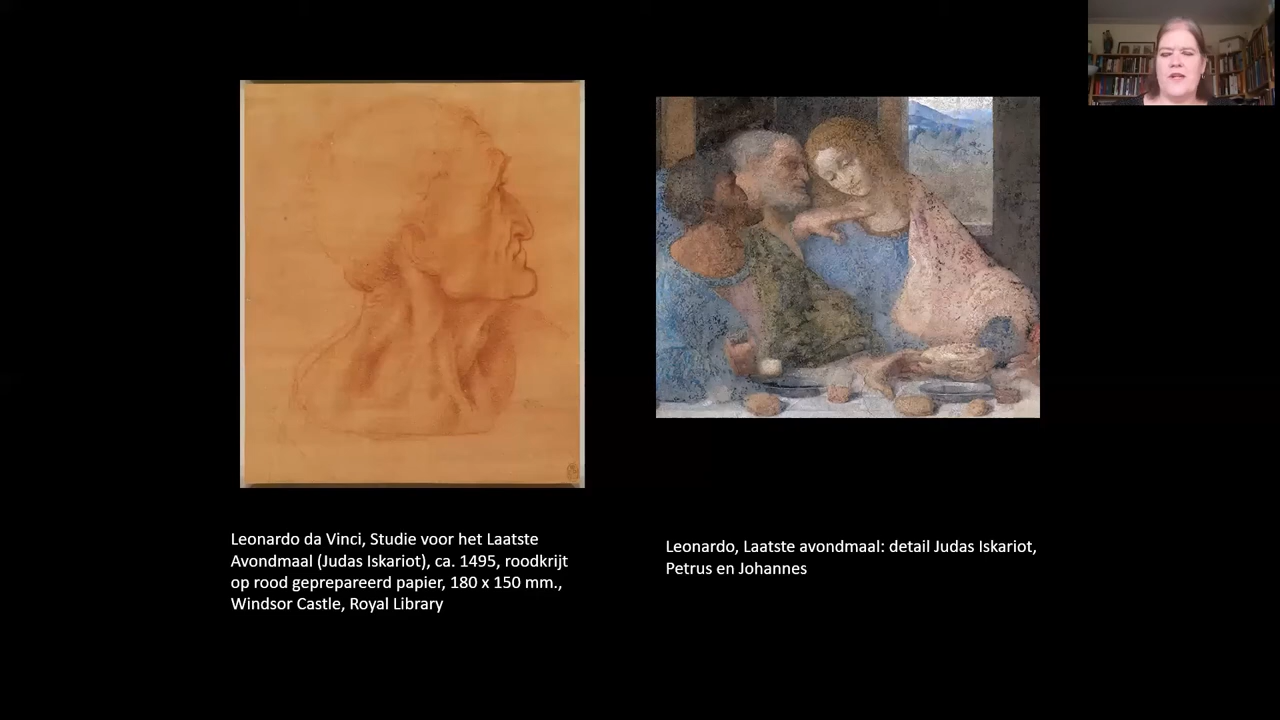 Leonardo da Vinci, Studie voor het Laatste
Avondmaal (Judas Iskariot), ca. 1495, roodkrijt
op rood geprepareerd papier, 180 x 150 mm.,
Windsor Castle, Royal Library
Leonardo, Laatste avondmaal: detail Judas Iskariot,
Petrus en Johannes